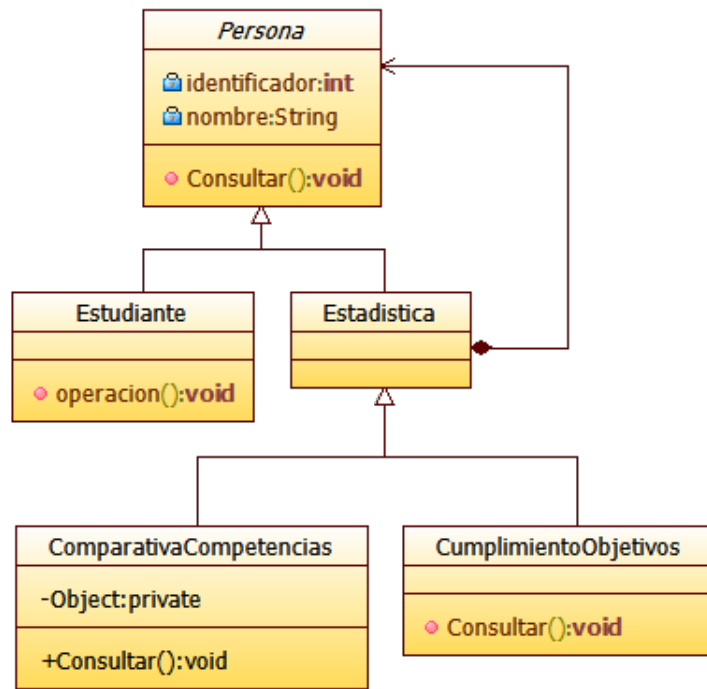 Persona
identificador:int
nombre:String
Consultar():void
Estudiante
operacion():void
Estadistica
ComparativaCompetencias
-Object:private
+Consultar():void
CumplimientoObjetivos
Consultar():void